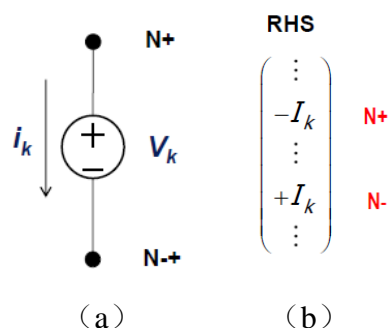 N+
i_k
+
−
V_k
N-+
(a)
RHS
⋮
−I_k N+
⋮
+I_k N-
⋮
(b)